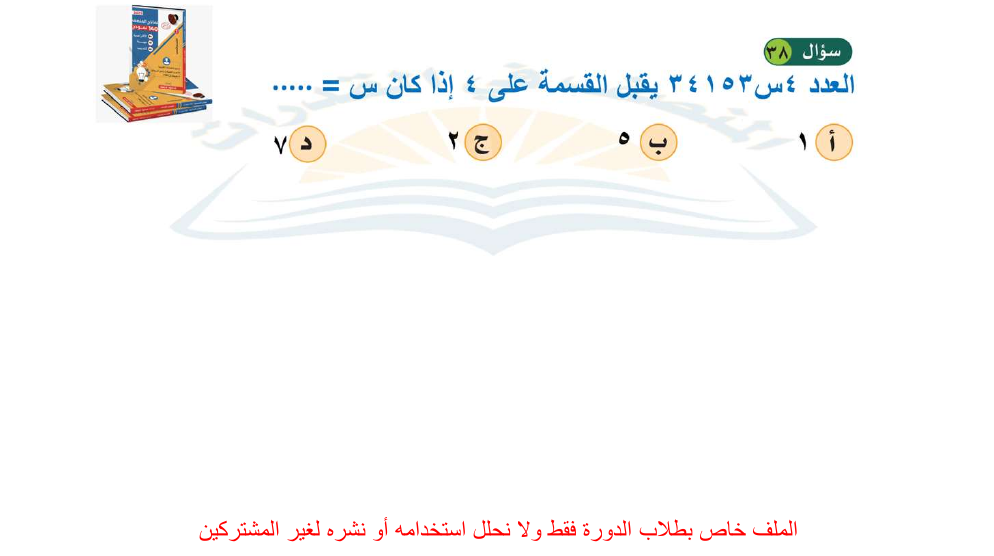 سؤال ٣٨
العدد ٤س٣٤١٥٣ يقبل القسمة على ٤ إذا كان س = .....
أ ١
ب ٥
ج ٢
د ٧
الملف خاص بطلاب الدورة فقط ولا نحلل استخدامه أو نشره لغير المشتركين